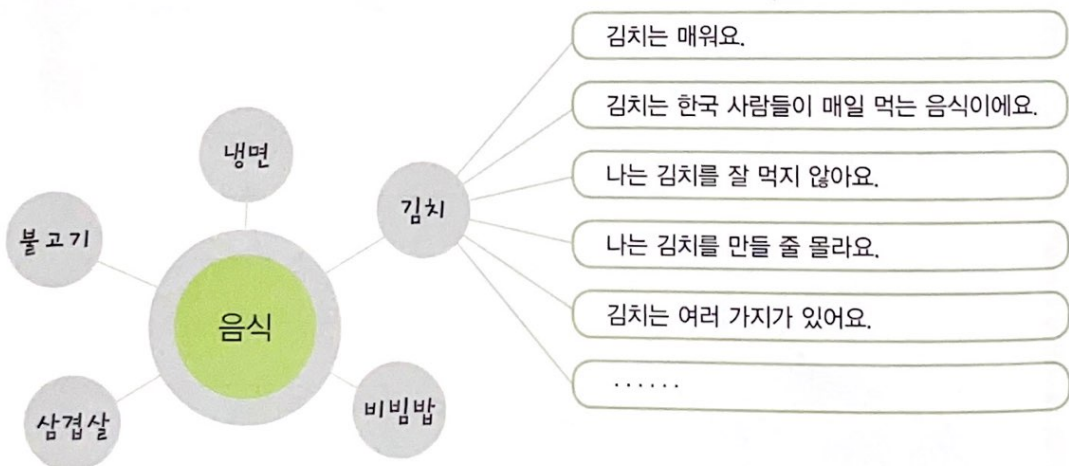 김치는 매워요.
김치는 한국 사람들이 매일 먹는 음식이에요.
냉면
나는 김치를 잘 먹지 않아요.
김치
불고기
나는 김치를 만들 줄 몰라요.
음식
김치는 여러 가지가 있어요.
......
삼겹살
비빔밥